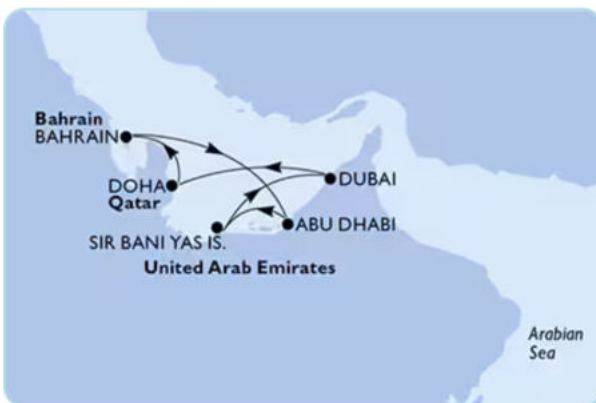 Bahrain
BAHRAIN
DOHA
Qatar
DUBAI
SIR BANI YAS IS.
ABU DHABI
United Arab Emirates
Arabian
Sea